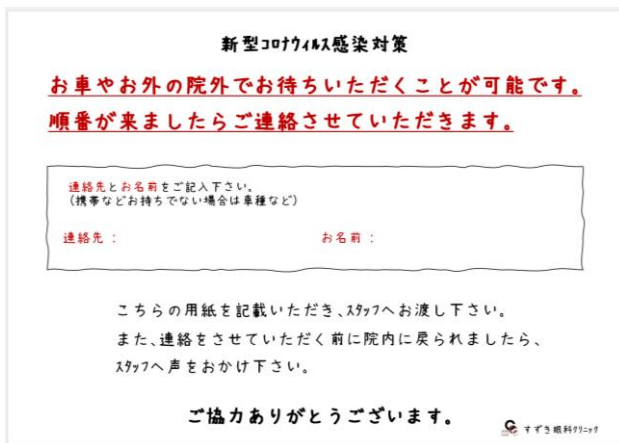 新型コロナウィルス感染対策
お車やお外の院外でお待ちいただくことが可能です。
順番が来ましたらご連絡させていただきます。
連絡先とお名前をご記入下さい。
(携帯などお持ちでない場合は車種など)
連絡先： お名前：
こちらの用紙を記載いただき、スタッフへお渡し下さい。
また、連絡をさせていただく前に院内に戻られましたら、
スタッフへ声をおかけ下さい。
ご協力ありがとうございます。
すずき眼科クリニック